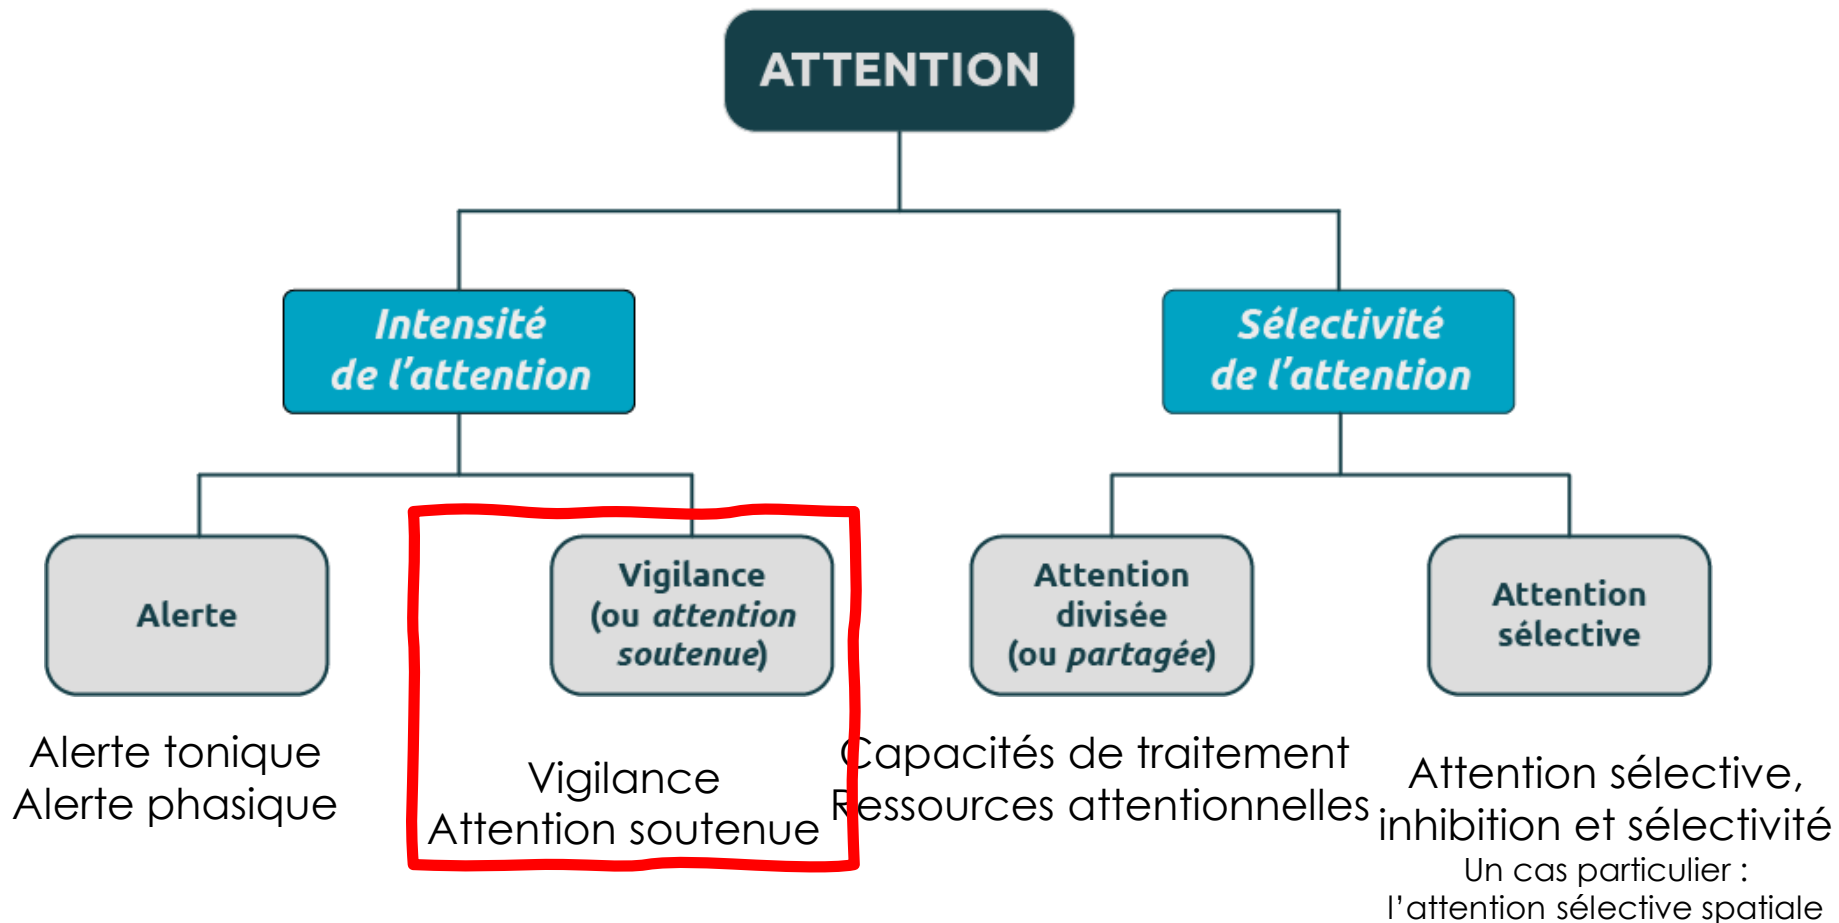 ATTENTION
Intensité
de l’attention
Sélectivité
de l’attention
Alerte
Vigilance
(ou attention
soutenue)
Attention
divisée
(ou partagée)
Attention
sélective
Alerte tonique
Alerte phasique
Vigilance
Attention soutenue
Capacités de traitement
Ressources attentionnelles
Attention sélective,
inhibition et sélectivité
Un cas particulier :
l’attention sélective spatiale